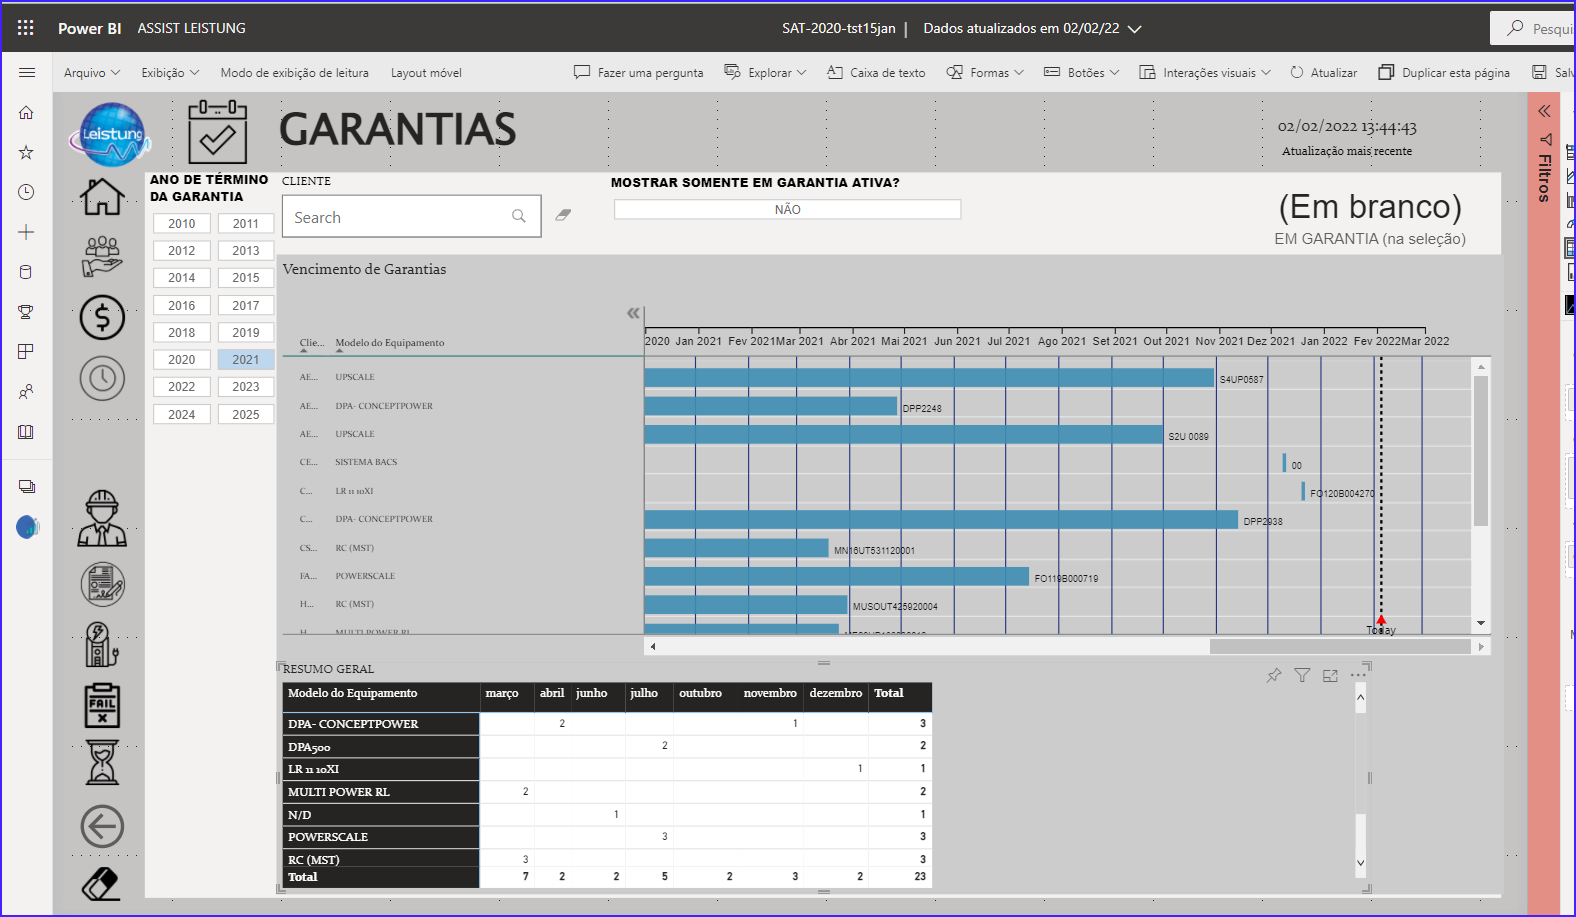 Power BI ASSIST LEISTUNG
SAT-2020-tst15jan | Dados atualizados em 02/02/22
Pesqui
Arquivo Exibição Modo de exibição de leitura Layout móvel
Fazer uma pergunta Explorar Caixa de texto Formas Botões Interações visuais Atualizar Duplicar esta página Salv
Leistung
GARANTIAS
02/02/2022 13:44:43
Atualização mais recente
Filtros
ANO DE TÉRMINO
DA GARANTIA
2010 2011
2012 2013
2014 2015
2016 2017
2018 2019
2020 2021
2022 2023
2024 2025
CLIENTE
Search
MOSTRAR SOMENTE EM GARANTIA ATIVA?
NÃO
(Em branco)
EM GARANTIA (na seleção)
Vencimento de Garantias
Clie... Modelo do Equipamento
2020 Jan 2021 Fev 2021 Mar 2021 Abr 2021 Mai 2021 Jun 2021 Jul 2021 Ago 2021 Set 2021 Out 2021 Nov 2021 Dez 2021 Jan 2022 Fev 2022 Mar 2022
AE... UPSCALE S4UP0587
AE... DPA- CONCEPTPOWER DPP2248
AE... UPSCALE S2U 0089
CE... SISTEMA BACS 00
C... LR 11 10XI FO120B004270
C... DPA- CONCEPTPOWER DPP2938
CS... RC (MST) MN16UT531120001
FA... POWERSCALE FO119B000719
H... RC (MST) MUSOUT425920004
H... MULTI POWER RL
Today
RESUMO GERAL
Modelo do Equipamento março abril junho julho outubro novembro dezembro Total
DPA- CONCEPTPOWER 2 1 3
DPA500 2 2
LR 11 10XI 1 1
MULTI POWER RL 2 2
N/D 1 1
POWERSCALE 3 3
RC (MST) 3 3
Total 7 2 2 5 2 3 2 23
FAIL